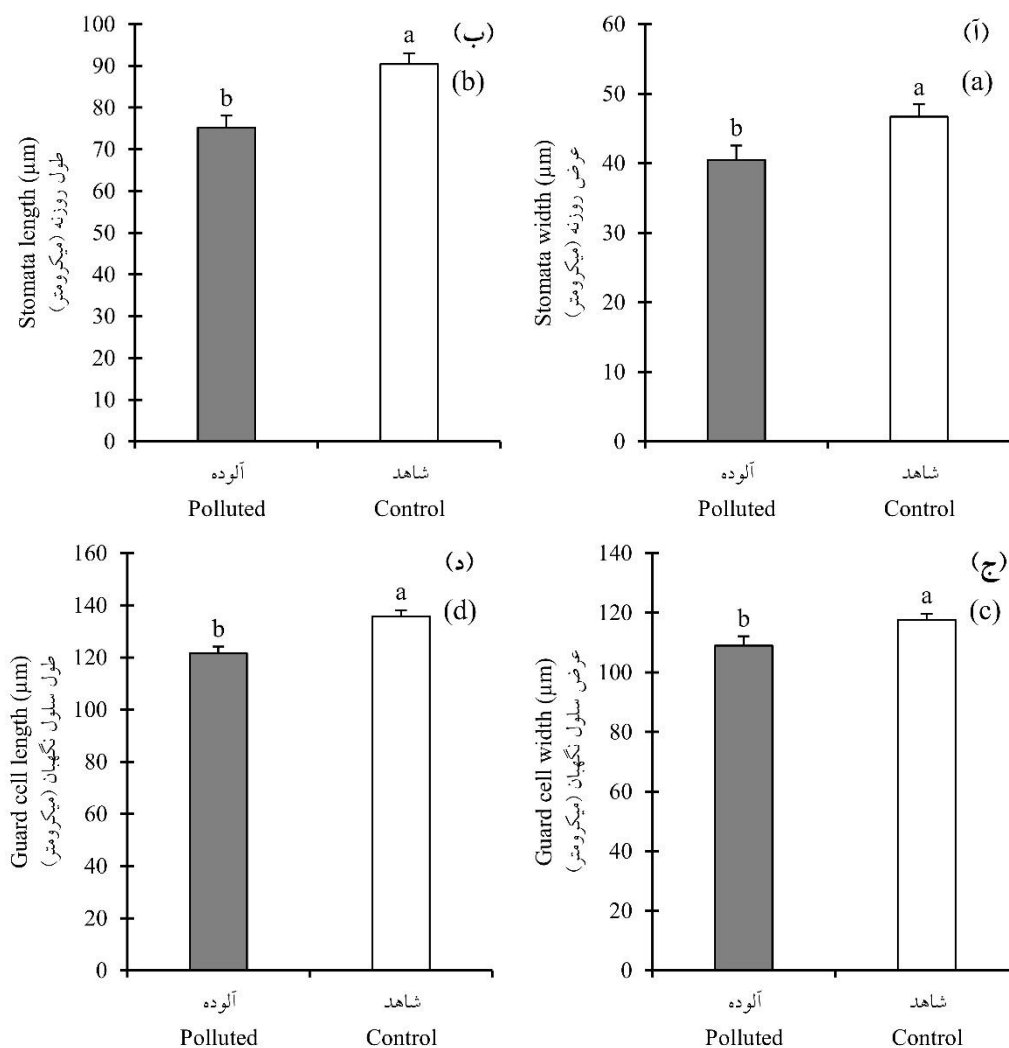 (آ)
(a)
Stomata width (µm)
عرض روزنه (میکرومتر)
60
50
40
30
20
10
0
b
a
آلوده
شاهد
Polluted
Control
(ب)
(b)
Stomata length (µm)
طول روزنه (میکرومتر)
100
90
80
70
60
50
40
30
20
10
0
b
a
آلوده
شاهد
Polluted
Control
(ج)
(c)
Guard cell width (µm)
عرض سلول نگهبان (میکرومتر)
140
120
100
80
60
40
20
0
b
a
آلوده
شاهد
Polluted
Control
(د)
(d)
Guard cell length (µm)
طول سلول نگهبان (میکرومتر)
160
140
120
100
80
60
40
20
0
b
a
آلوده
شاهد
Polluted
Control